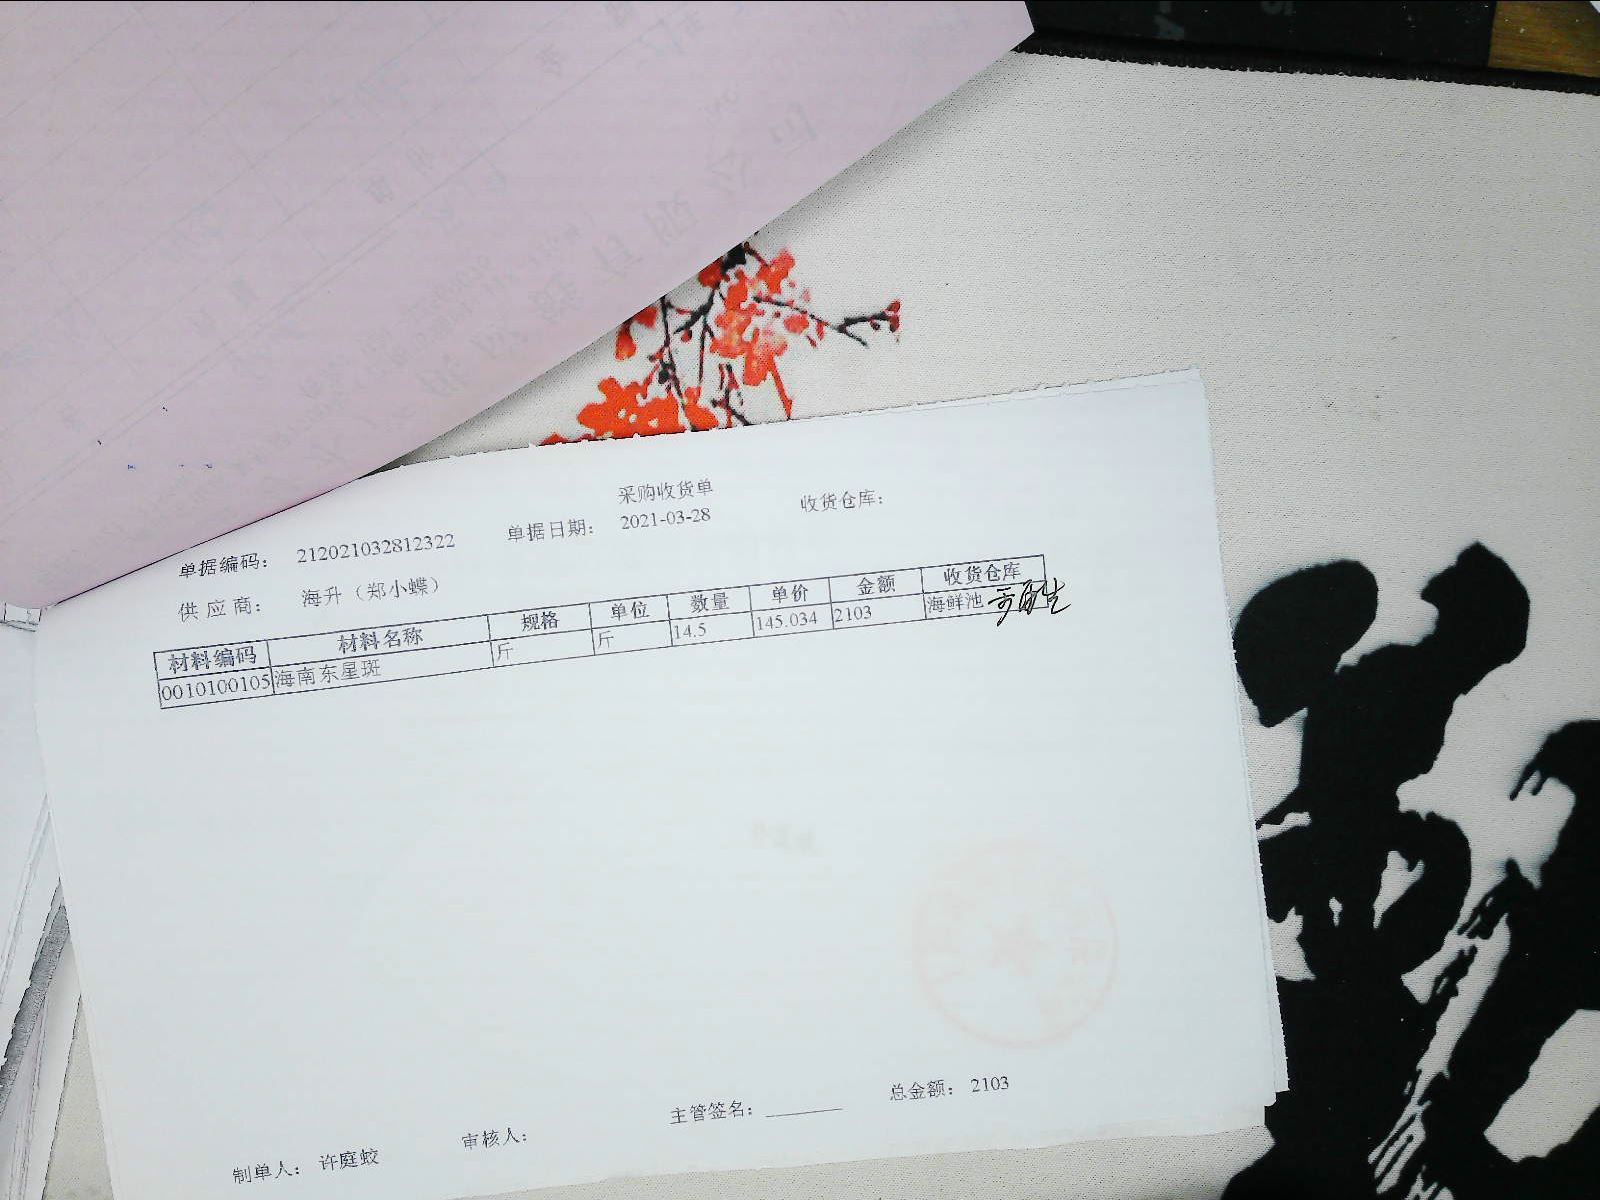 采购收货单
单据编码: 212021032812322 单据日期: 2021-03-28 收货仓库:
供应商: 海升（郑小蝶）
材料编码 材料名称 规格 单位 数量 单价 金额 收货仓库
0010100105 海南东星斑 斤 斤 14.5 145.034 2103 海鲜池
总金额: 2103
主管签名:
审核人:
制单人: 许庭蛟